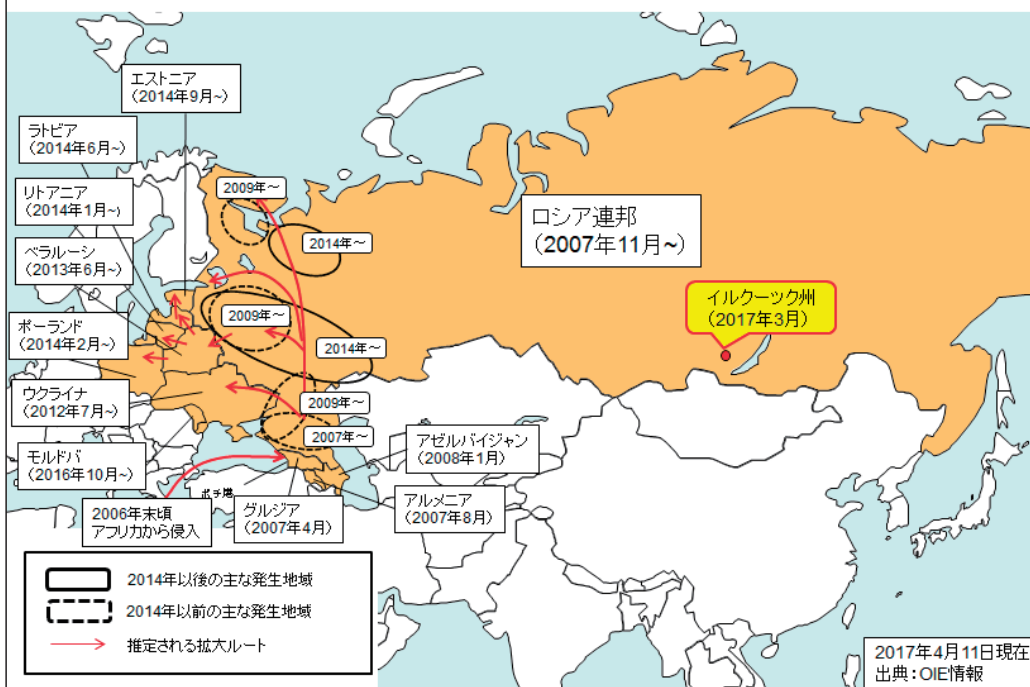 エストニア
(2014年9月~)
ラトビア
(2014年6月~)
リトアニア
(2014年1月~)
ベラルーシ
(2013年6月~)
ポーランド
(2014年2月~)
ウクライナ
(2012年7月~)
モルドバ
(2016年10月~)
2006年末頃
アフリカから侵入
ポチ港
グルジア
(2007年4月)
アルメニア
(2007年8月)
アゼルバイジャン
(2008年1月)
2009年~
2014年~
2009年~
2014年~
2009年~
2007年~
ロシア連邦
(2007年11月~)
イルクーツク州
(2017年3月)
2014年以後の主な発生地域
2014年以前の主な発生地域
推定される拡大ルート
2017年4月11日現在
出典:OIE情報